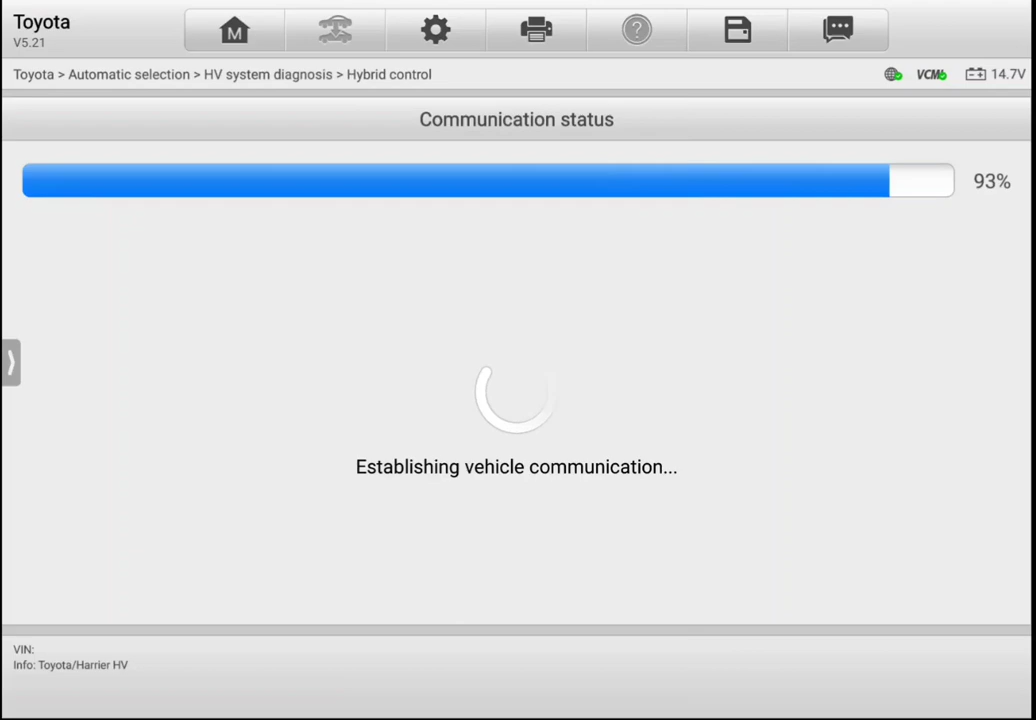 Toyota
V5.21
M
?
Toyota > Automatic selection > HV system diagnosis > Hybrid control
VCMI
14.7V
Communication status
93%
Establishing vehicle communication...
VIN:
Info: Toyota/Harrier HV